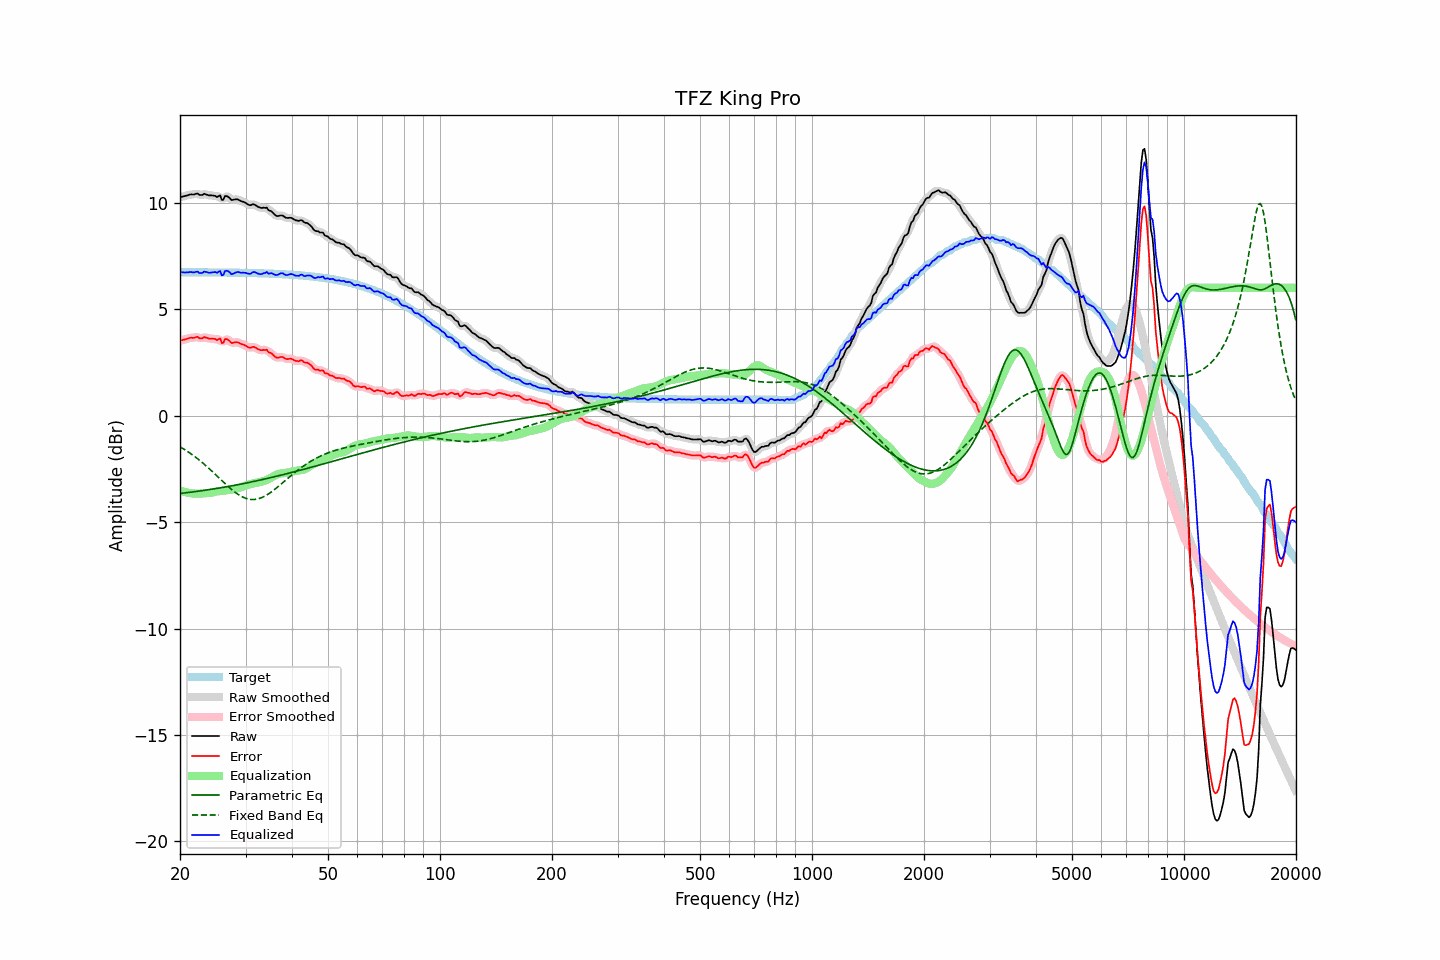 TFZ King Pro
Amplitude (dBr)
10
5
0
−5
−10
−15
−20
Target
Raw Smoothed
Error Smoothed
Raw
Error
Equalization
Parametric Eq
Fixed Band Eq
Equalized
20 50 100 200 500 1000 2000 5000 10000 20000
Frequency (Hz)